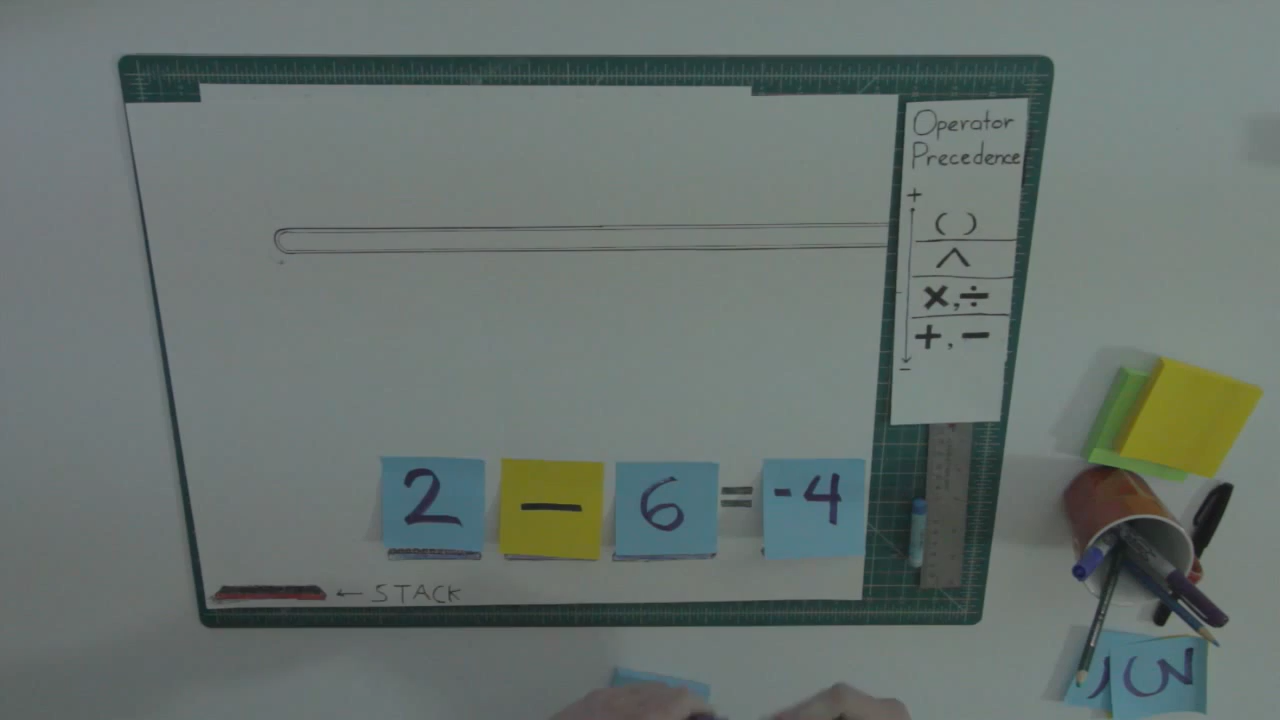 Operator
Precedence
+
( )
^
×,÷
+,-
-
2 - 6 = -4
← STACK